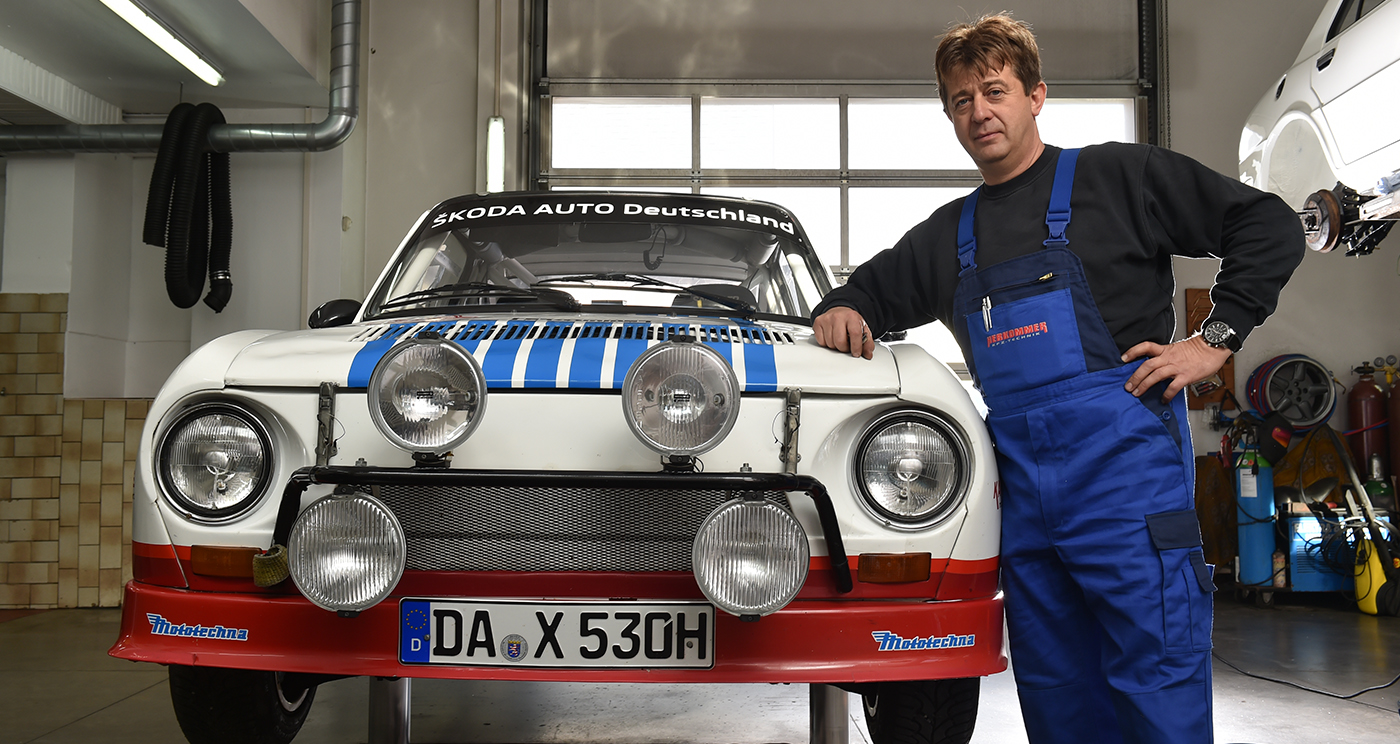 ŠKODA AUTO Deutschland
Mototechna
D
DA X 530H
Mototechna